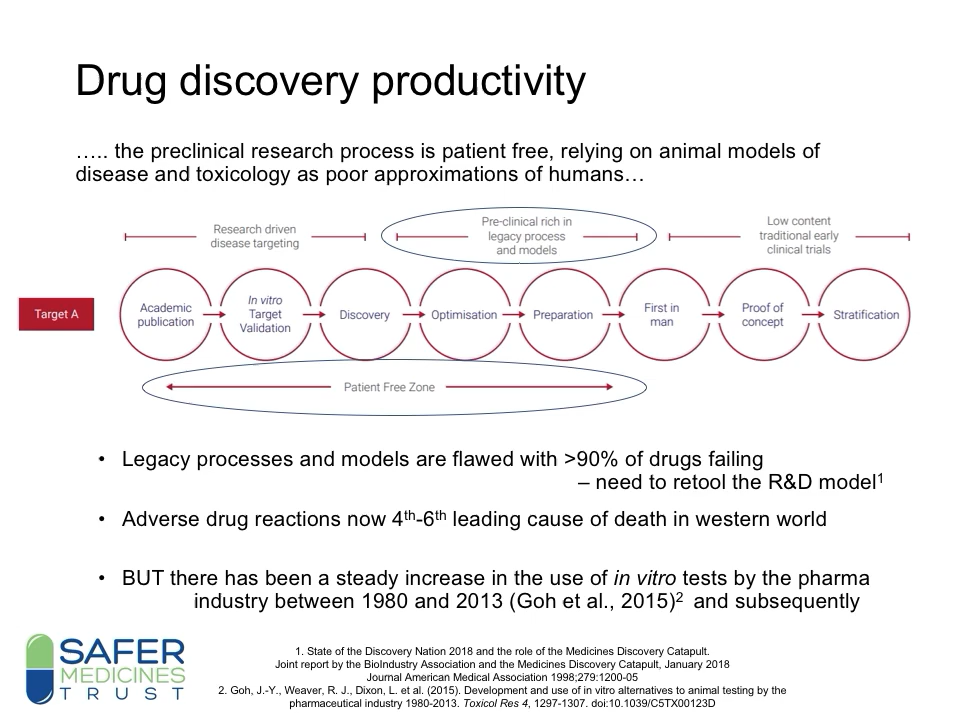 Drug discovery productivity
….. the preclinical research process is patient free, relying on animal models of
disease and toxicology as poor approximations of humans…
Research driven
disease targeting
Pre-clinical rich in
legacy process
and models
Low content
traditional early
clinical trials
Target A
Academic
publication
In vitro
Target
Validation
Discovery
Optimisation
Preparation
First in
man
Proof of
concept
Stratification
Patient Free Zone
• Legacy processes and models are flawed with >90% of drugs failing
– need to retool the R&D model1
• Adverse drug reactions now 4th-6th leading cause of death in western world
• BUT there has been a steady increase in the use of in vitro tests by the pharma
industry between 1980 and 2013 (Goh et al., 2015)2 and subsequently
SAFER
MEDICINES
TRUST
1. State of the Discovery Nation 2018 and the role of the Medicines Discovery Catapult.
Joint report by the BioIndustry Association and the Medicines Discovery Catapult, January 2018
Journal American Medical Association 1998;279:1200-05
2. Goh, J.-Y., Weaver, R. J., Dixon, L. et al. (2015). Development and use of in vitro alternatives to animal testing by the
pharmaceutical industry 1980-2013. Toxicol Res 4, 1297-1307. doi:10.1039/C5TX00123D